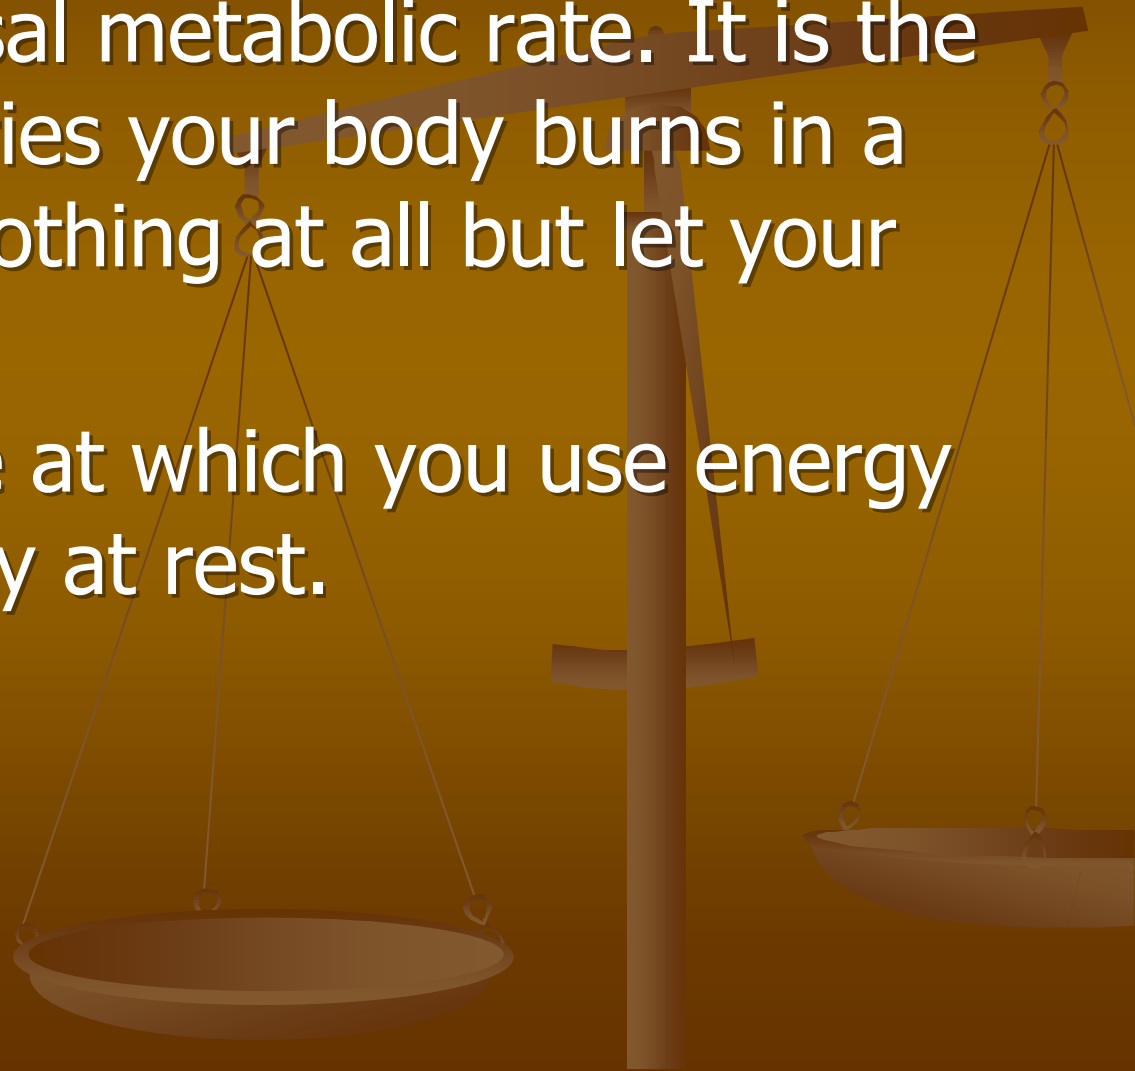 sal metabolic rate. It is the
ies your body burns in a
othing at all but let your
at which you use energy
y at rest.